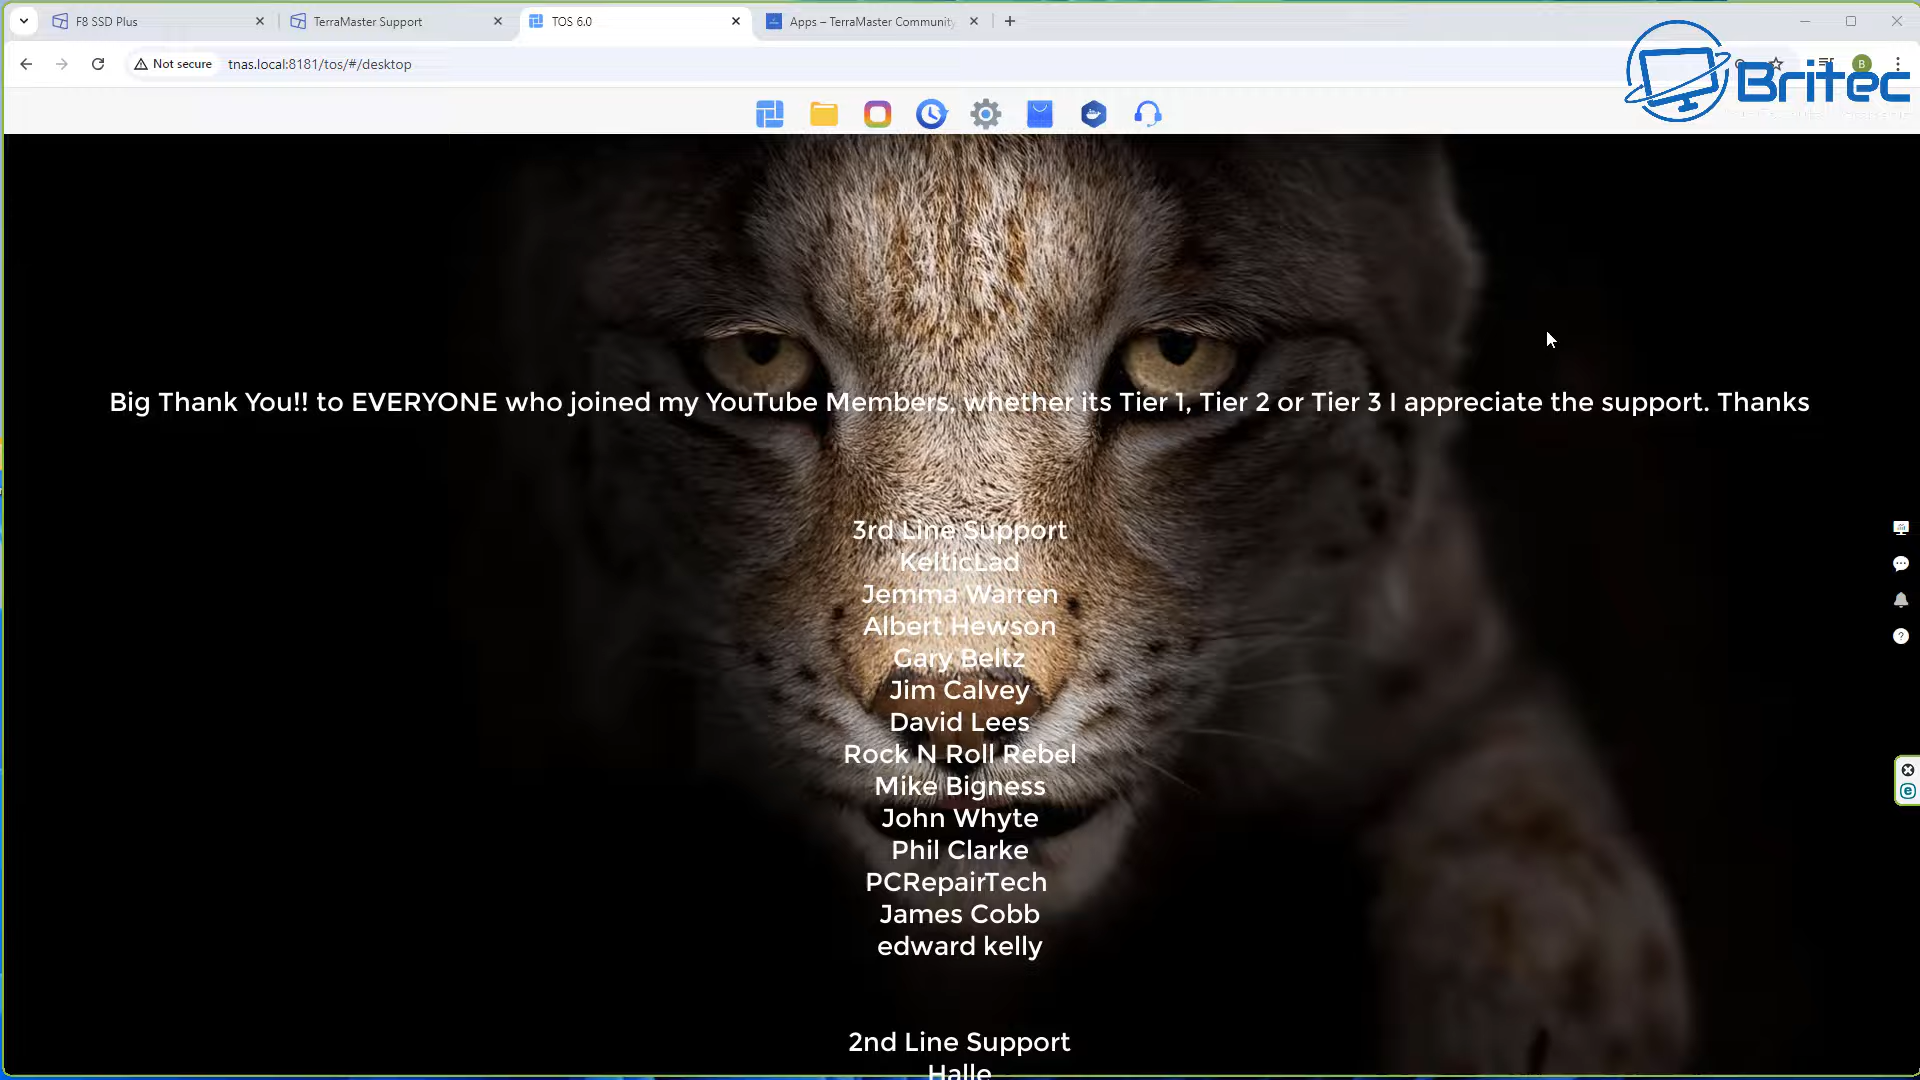 F8 SSD Plus
TerraMaster Support
TOS 6.0
Apps – TerraMaster Community
Not secure
tnas.local:8181/tos/#/desktop
B
Britec
Big Thank You!! to EVERYONE who joined my YouTube Members, whether its Tier 1, Tier 2 or Tier 3 I appreciate the support. Thanks
3rd Line Support
KelticLad
Jemma Warren
Albert Hewson
Gary Beltz
Jim Calvey
David Lees
Rock N Roll Rebel
Mike Bigness
John Whyte
Phil Clarke
PCRepairTech
James Cobb
edward kelly
2nd Line Support
Halle